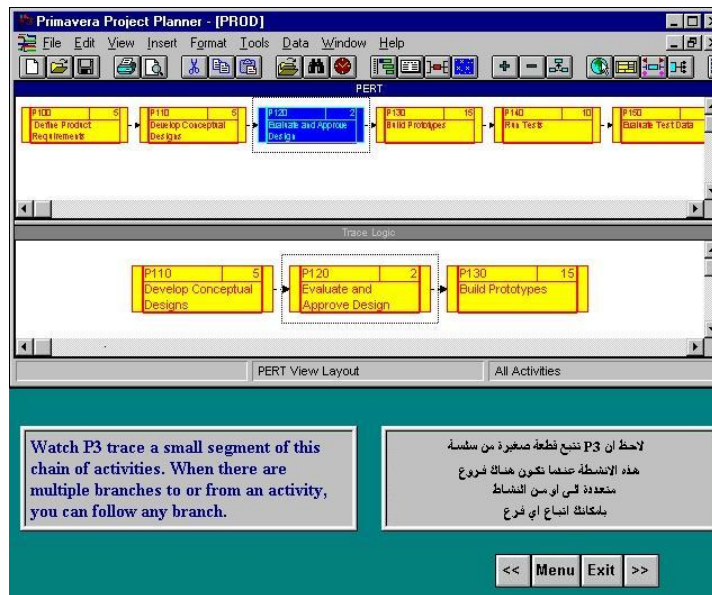 Primavera Project Planner - [PROD]
File Edit View Insert Format Tools Data Window Help
PERT
P100 5
Define Product
Requirements
P110 5
Develop Conceptual
Designs
P120 2
Evaluate and Approve
Design
P130 15
Build Prototypes
P140 10
Run Tests
P150
Evaluate Test Data
Trace Logic
P110 5
Develop Conceptual
Designs
P120 2
Evaluate and
Approve Design
P130 15
Build Prototypes
PERT View Layout
All Activities
Watch P3 trace a small segment of this
chain of activities. When there are
multiple branches to or from an activity,
you can follow any branch.
لاحظ ان P3 تتبع قطعة صغيرة من سلسة
هذه الانشطة عندما تكون هناك فروع
متعددة الى او من النشاط
بامكانك اتباع اي فرع
<< Menu Exit >>